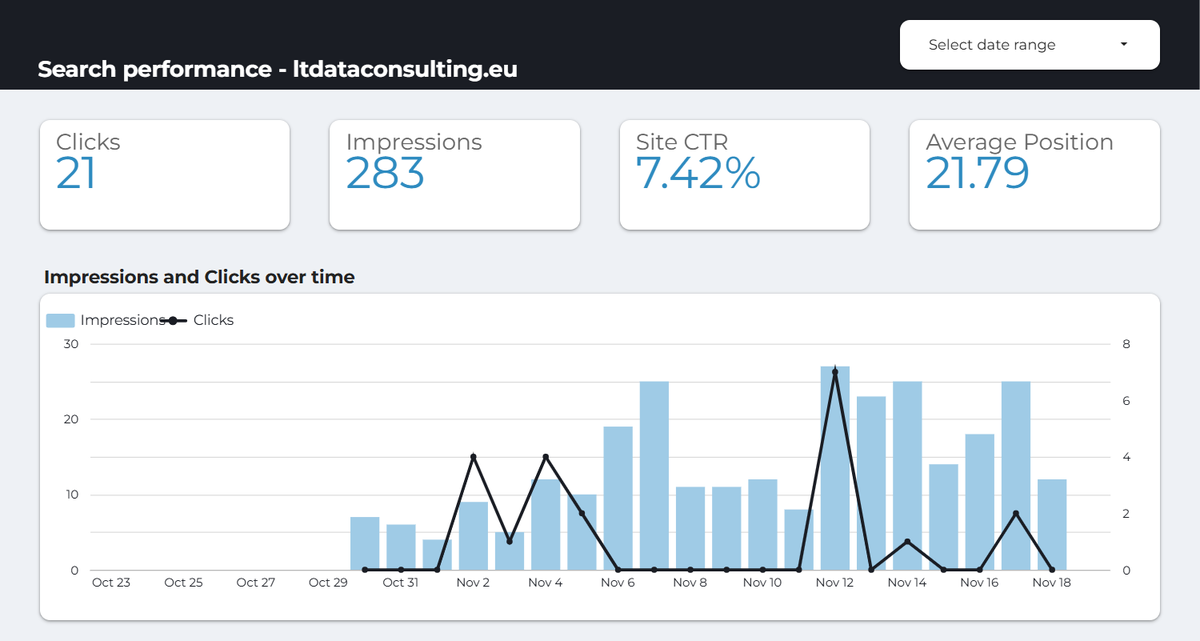 Select date range
Search performance - ltdataconsulting.eu
Clicks
21
Impressions
283
Site CTR
7.42%
Average Position
21.79
Impressions and Clicks over time
Impressions Clicks
30 8
6
20
4
10
2
0 0
Oct 23 Oct 25 Oct 27 Oct 29 Oct 31 Nov 2 Nov 4 Nov 6 Nov 8 Nov 10 Nov 12 Nov 14 Nov 16 Nov 18